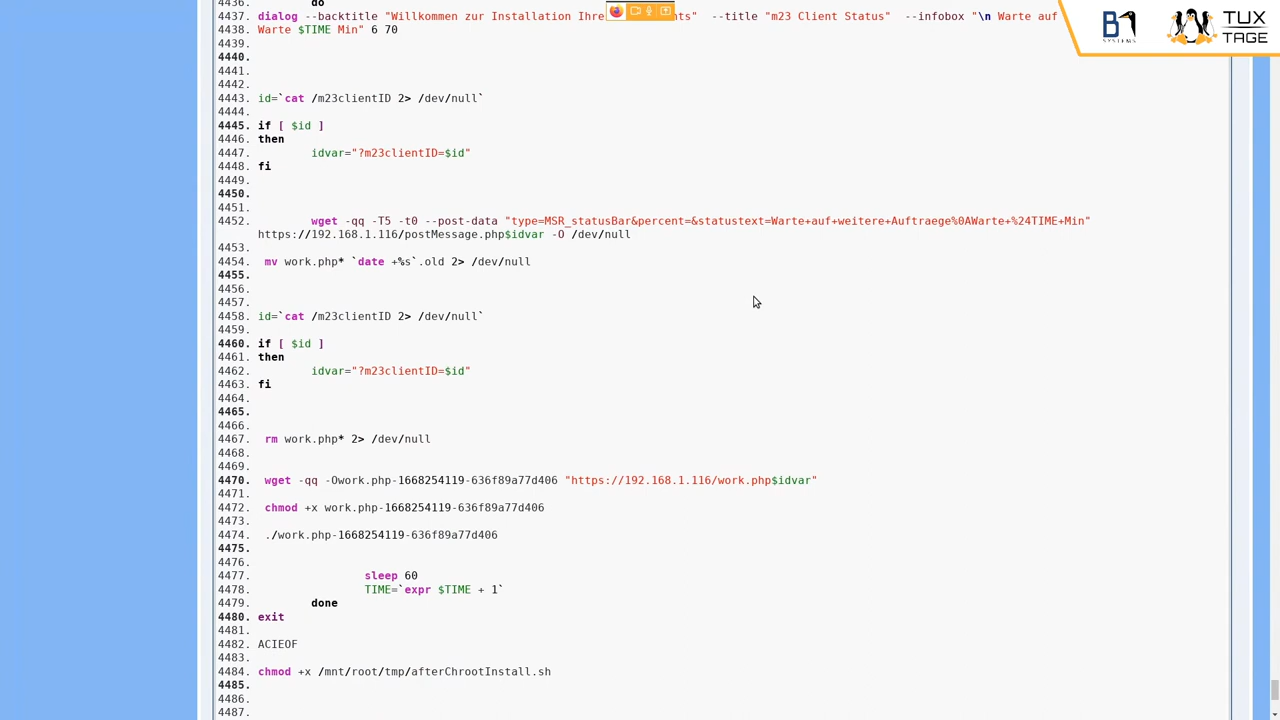 4436. do
4437. dialog --backtitle "Willkommen zur Installation Ihre ents" --title "m23 Client Status" --infobox "\n Warte auf
4438. Warte $TIME Min" 6 70
4439.
4440.
4441.
4442.
4443. id=`cat /m23clientID 2> /dev/null`
4444.
4445. if [ $id ]
4446. then
4447. idvar="?m23clientID=$id"
4448. fi
4449.
4450.
4451.
4452. wget -qq -T5 -t0 --post-data "type=MSR_statusBar&percent=&statustext=Warte+auf+weitere+Auftraege%0AWarte+%24TIME+Min"
https://192.168.1.116/postMessage.php$idvar -O /dev/null
4453.
4454. mv work.php* `date +%s`.old 2> /dev/null
4455.
4456.
4457.
4458. id=`cat /m23clientID 2> /dev/null`
4459.
4460. if [ $id ]
4461. then
4462. idvar="?m23clientID=$id"
4463. fi
4464.
4465.
4466.
4467. rm work.php* 2> /dev/null
4468.
4469.
4470. wget -qq -Owork.php-1668254119-636f89a77d406 "https://192.168.1.116/work.php$idvar"
4471.
4472. chmod +x work.php-1668254119-636f89a77d406
4473.
4474. ./work.php-1668254119-636f89a77d406
4475.
4476.
4477. sleep 60
4478. TIME=`expr $TIME + 1`
4479. done
4480. exit
4481.
4482. ACIEOF
4483.
4484. chmod +x /mnt/root/tmp/afterChrootInstall.sh
4485.
4486.
4487.
B1
SYSTEMS
TUX
TAGE